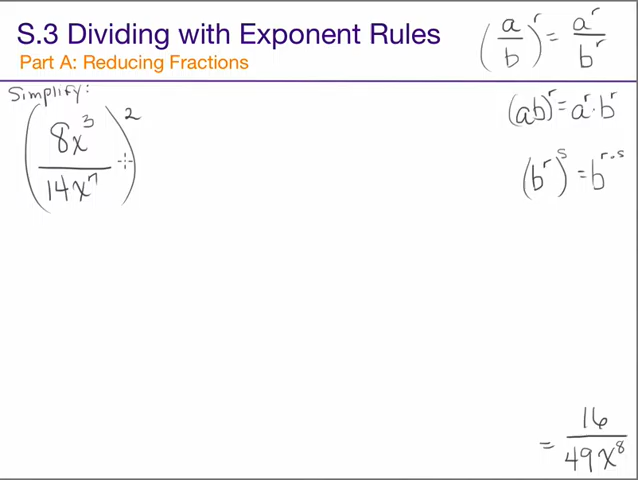 S.3 Dividing with Exponent Rules
Part A: Reducing Fractions
(a/b)^r = a^r/b^r
Simplify:
(8x^3/14x^7)^2
(ab)^r = a^r · b^r
(b^r)^s = b^r·s
= 16/49x^8